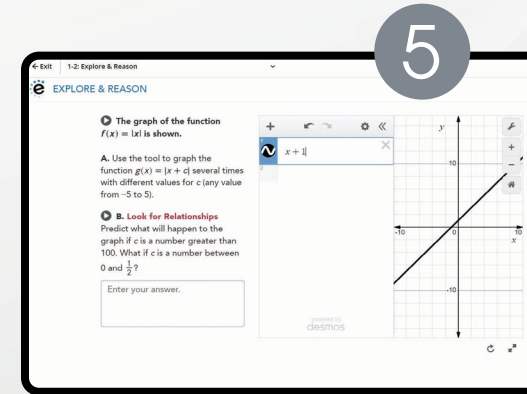 5
← Exit 1-2: Explore & Reason
EXPLORE & REASON
The graph of the function
f(x) = |x| is shown.
A. Use the tool to graph the
function g(x) = |x + c| several times
with different values for c (any value
from −5 to 5).
B. Look for Relationships
Predict what will happen to the
graph if c is a number greater than
100. What if c is a number between
0 and 1/2?
Enter your answer.
1
x + 1
2
powered by
desmos
y
10
-10
0
10
x
-10